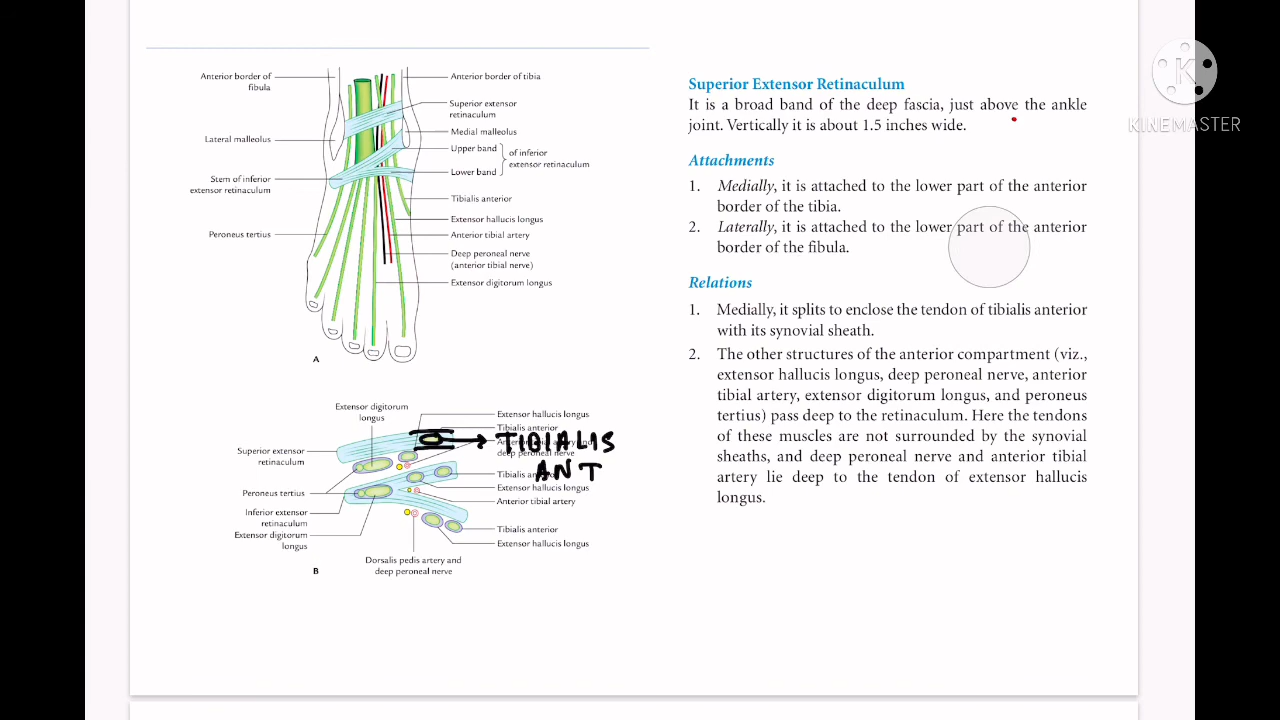 Anterior border of
fibula
Lateral malleolus
Stem of inferior
extensor retinaculum
Peroneus tertius
Anterior border of tibia
Superior extensor
retinaculum
Medial malleolus
Upper band
of inferior
extensor retinaculum
Lower band
Tibialis anterior
Extensor hallucis longus
Anterior tibial artery
Deep peroneal nerve
(anterior tibial nerve)
Extensor digitorum longus
A
Extensor digitorum
longus
Superior extensor
retinaculum
Peroneus tertius
Inferior extensor
retinaculum
Extensor digitorum
longus
Extensor hallucis longus
Tibialis anterior
deep peroneal nerve
TIBIALIS
ANT
Extensor hallucis longus
Anterior tibial artery
Tibialis anterior
Extensor hallucis longus
Dorsalis pedis artery and
deep peroneal nerve
B
Superior Extensor Retinaculum
It is a broad band of the deep fascia, just above the ankle
joint. Vertically it is about 1.5 inches wide.
Attachments
1. Medially, it is attached to the lower part of the anterior
border of the tibia.
2. Laterally, it is attached to the lower part of the anterior
border of the fibula.
Relations
1. Medially, it splits to enclose the tendon of tibialis anterior
with its synovial sheath.
2. The other structures of the anterior compartment (viz.,
extensor hallucis longus, deep peroneal nerve, anterior
tibial artery, extensor digitorum longus, and peroneus
tertius) pass deep to the retinaculum. Here the tendons
of these muscles are not surrounded by the synovial
sheaths, and deep peroneal nerve and anterior tibial
artery lie deep to the tendon of extensor hallucis
longus.
K
KINEMASTER